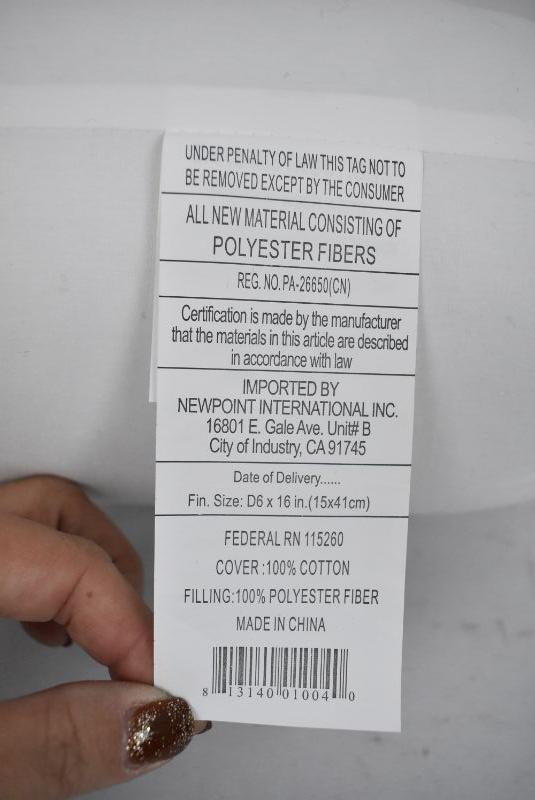 UNDER PENALTY OF LAW THIS TAG NOT TO
BE REMOVED EXCEPT BY THE CONSUMER
ALL NEW MATERIAL CONSISTING OF
POLYESTER FIBERS
REG. NO. PA-26650(CN)
Certification is made by the manufacturer
that the materials in this article are described
in accordance with law
IMPORTED BY
NEWPOINT INTERNATIONAL INC.
16801 E. Gale Ave. Unit# B
City of Industry, CA 91745
Date of Delivery......
Fin. Size: D6 x 16 in.(15x41cm)
FEDERAL RN 115260
COVER :100% COTTON
FILLING:100% POLYESTER FIBER
MADE IN CHINA
8 13140 01004 0